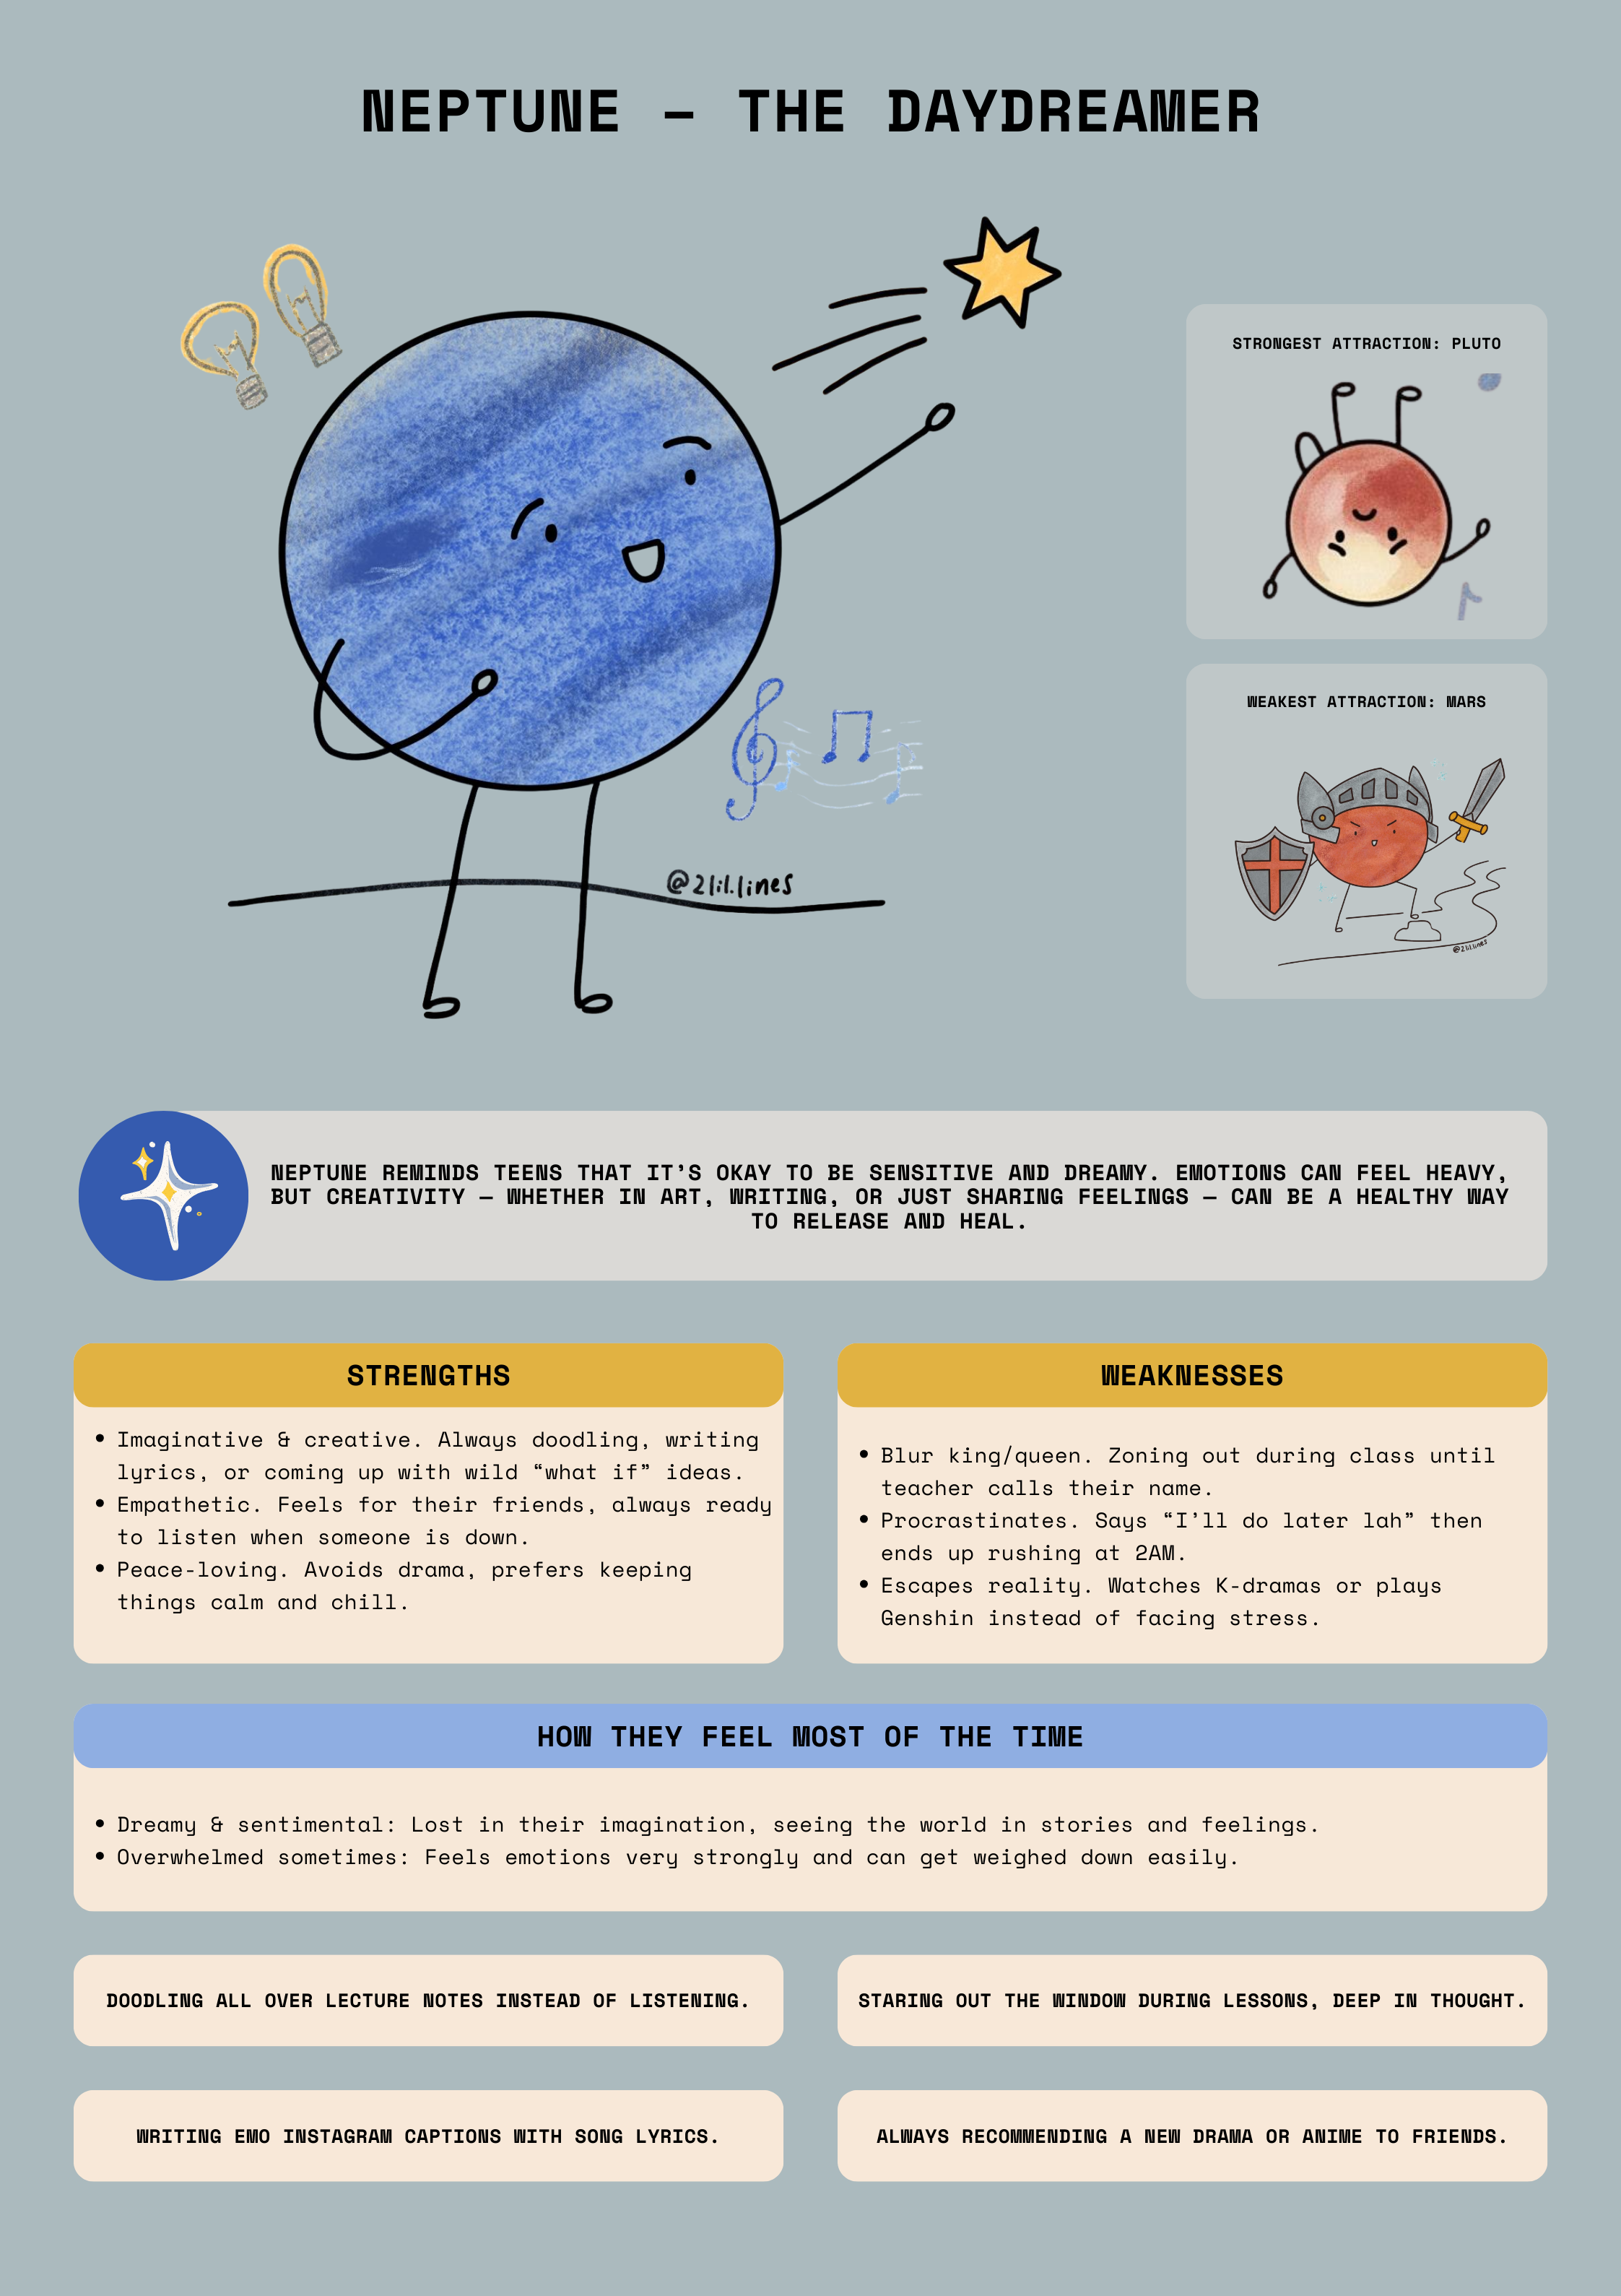 NEPTUNE – THE DAYDREAMER
STRONGEST ATTRACTION: PLUTO
WEAKEST ATTRACTION: MARS
@2lil.lines
@2lil.lines
NEPTUNE REMINDS TEENS THAT IT’S OKAY TO BE SENSITIVE AND DREAMY. EMOTIONS CAN FEEL HEAVY,
BUT CREATIVITY — WHETHER IN ART, WRITING, OR JUST SHARING FEELINGS — CAN BE A HEALTHY WAY
TO RELEASE AND HEAL.
STRENGTHS
• Imaginative & creative. Always doodling, writing
lyrics, or coming up with wild “what if” ideas.
• Empathetic. Feels for their friends, always ready
to listen when someone is down.
• Peace-loving. Avoids drama, prefers keeping
things calm and chill.
WEAKNESSES
• Blur king/queen. Zoning out during class until
teacher calls their name.
• Procrastinates. Says “I’ll do later lah” then
ends up rushing at 2AM.
• Escapes reality. Watches K-dramas or plays
Genshin instead of facing stress.
HOW THEY FEEL MOST OF THE TIME
• Dreamy & sentimental: Lost in their imagination, seeing the world in stories and feelings.
• Overwhelmed sometimes: Feels emotions very strongly and can get weighed down easily.
DOODLING ALL OVER LECTURE NOTES INSTEAD OF LISTENING.
STARING OUT THE WINDOW DURING LESSONS, DEEP IN THOUGHT.
WRITING EMO INSTAGRAM CAPTIONS WITH SONG LYRICS.
ALWAYS RECOMMENDING A NEW DRAMA OR ANIME TO FRIENDS.